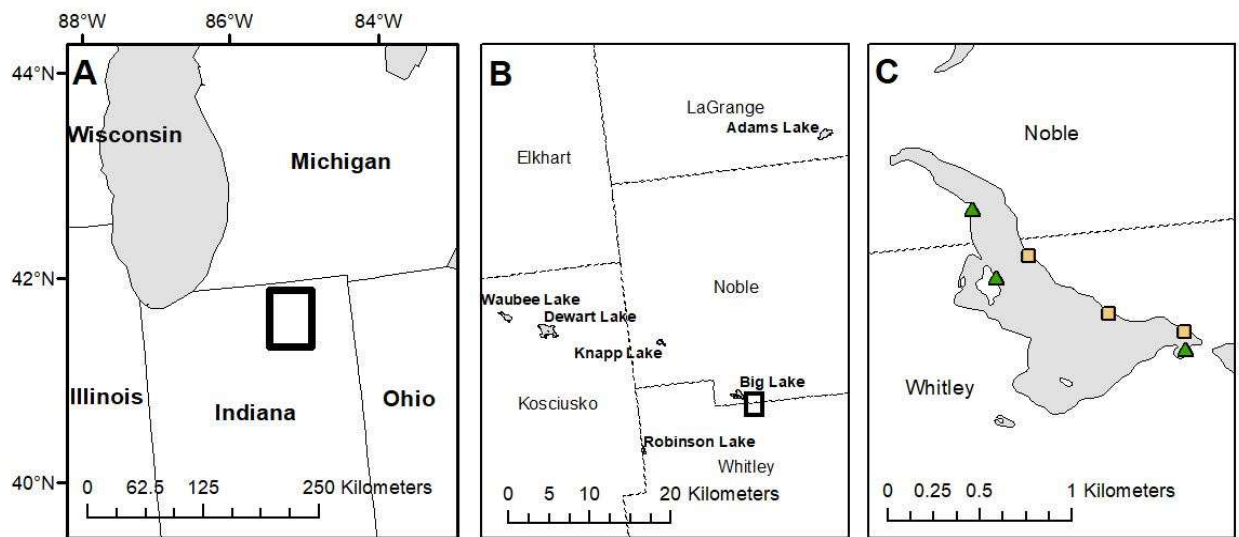 88°W 86°W 84°W
44°N
42°N
40°N
A
Wisconsin
Michigan
Illinois
Indiana
Ohio
0 62.5 125 250 Kilometers
B
LaGrange
Adams Lake
Elkhart
Noble
Waubee Lake
Dewart Lake
Knapp Lake
Big Lake
Kosciusko
Robinson Lake
Whitley
0 5 10 20 Kilometers
C
Noble
Whitley
0 0.25 0.5 1 Kilometers